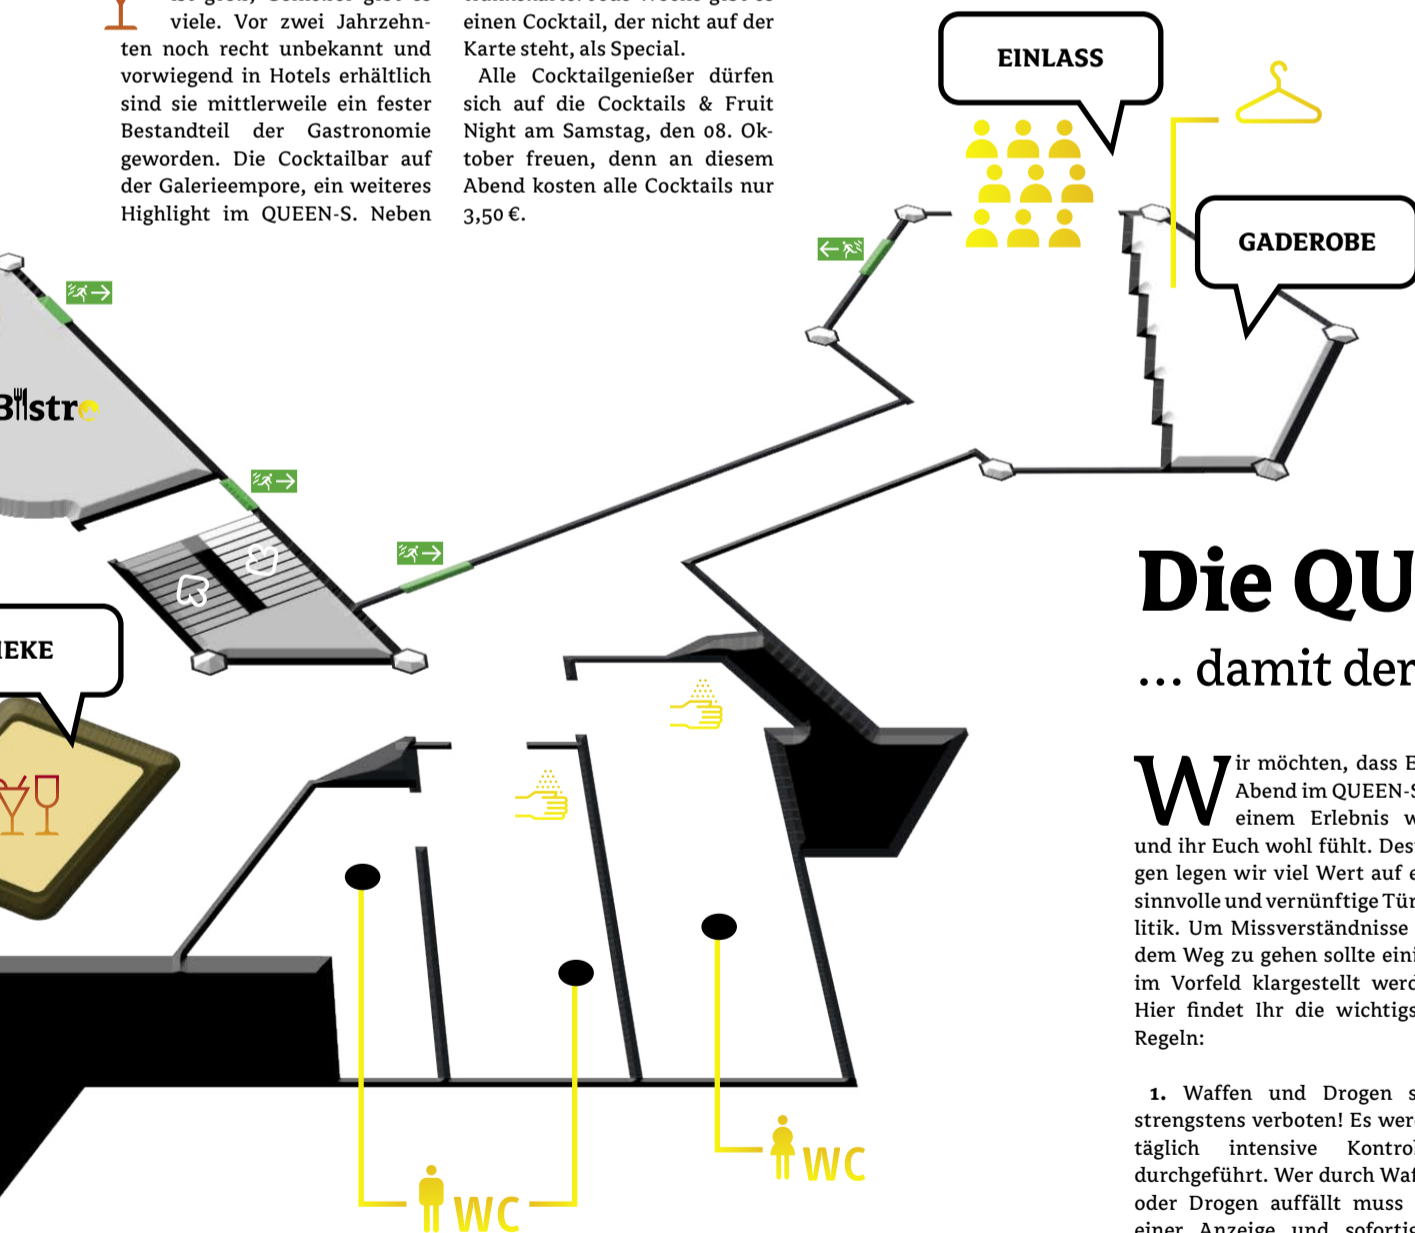 viele. Vor zwei Jahrzehn-
ten noch recht unbekannt und
vorwiegend in Hotels erhältlich
sind sie mittlerweile ein fester
Bestandteil der Gastronomie
geworden. Die Cocktailbar auf
der Galerieempore, ein weiteres
Highlight im QUEEN-S. Neben
einen Cocktail, der nicht auf der
Karte steht, als Special.
Alle Cocktailgenießer dürfen
sich auf die Cocktails & Fruit
Night am Samstag, den 08. Ok-
tober freuen, denn an diesem
Abend kosten alle Cocktails nur
3,50 €.
EINLASS
GADEROBE
Bistro
EKE
WC
WC
Die QU
... damit der
Wir möchten, dass E
Abend im QUEEN-S
einem Erlebnis w
und ihr Euch wohl fühlt. Des
gen legen wir viel Wert auf e
sinnvolle und vernünftige Tür
litik. Um Missverständnisse
dem Weg zu gehen sollte eini
im Vorfeld klargestellt werd
Hier findet Ihr die wichtigs
Regeln:
1. Waffen und Drogen s
strengstens verboten! Es wer
täglich intensive Kontrol
durchgeführt. Wer durch Waf
oder Drogen auffällt muss
einer Anzeige und sofortig